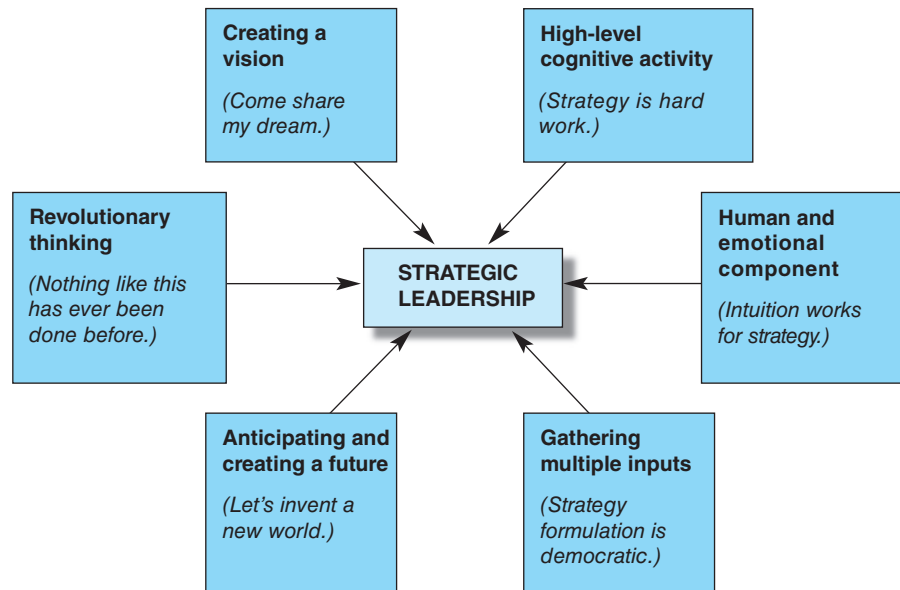 Creating a
vision
(Come share
my dream.)
High-level
cognitive activity
(Strategy is hard
work.)
Revolutionary
thinking
(Nothing like this
has ever been
done before.)
STRATEGIC
LEADERSHIP
Human and
emotional
component
(Intuition works
for strategy.)
Anticipating and
creating a future
(Let's invent a
new world.)
Gathering
multiple inputs
(Strategy
formulation is
democratic.)